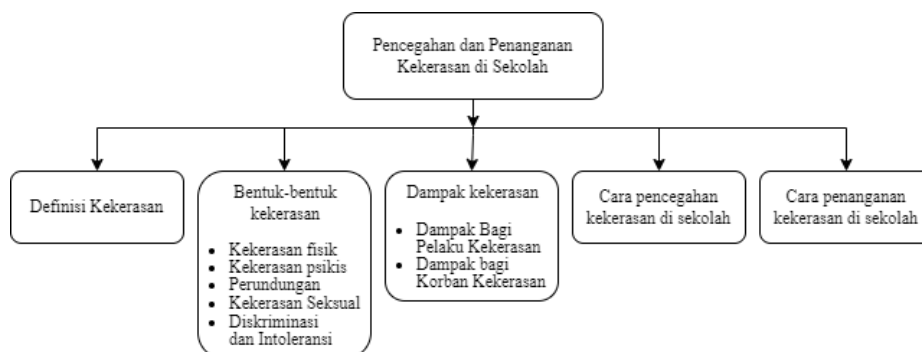 Pencegahan dan Penanganan
Kekerasan di Sekolah
Definisi Kekerasan
Bentuk-bentuk
kekerasan
• Kekerasan fisik
• Kekerasan psikis
• Perundungan
• Kekerasan Seksual
• Diskriminasi
dan Intoleransi
Dampak kekerasan
• Dampak Bagi
Pelaku Kekerasan
• Dampak bagi
Korban Kekerasan
Cara pencegahan
kekerasan di sekolah
Cara penanganan
kekerasan di sekolah